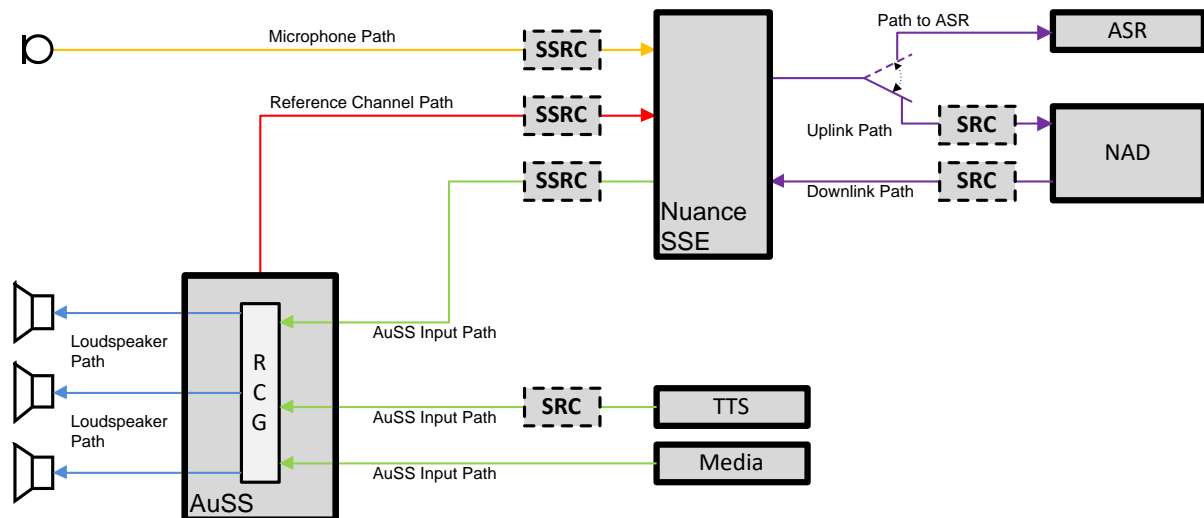 Microphone Path
SSRC
Path to ASR
ASR
Reference Channel Path
SSRC
Uplink Path
SRC
NAD
SSRC
Downlink Path
SRC
Nuance
SSE
Loudspeaker
Path
AuSS Input Path
R
C
G
Loudspeaker
Path
AuSS Input Path
SRC
TTS
AuSS Input Path
Media
AuSS